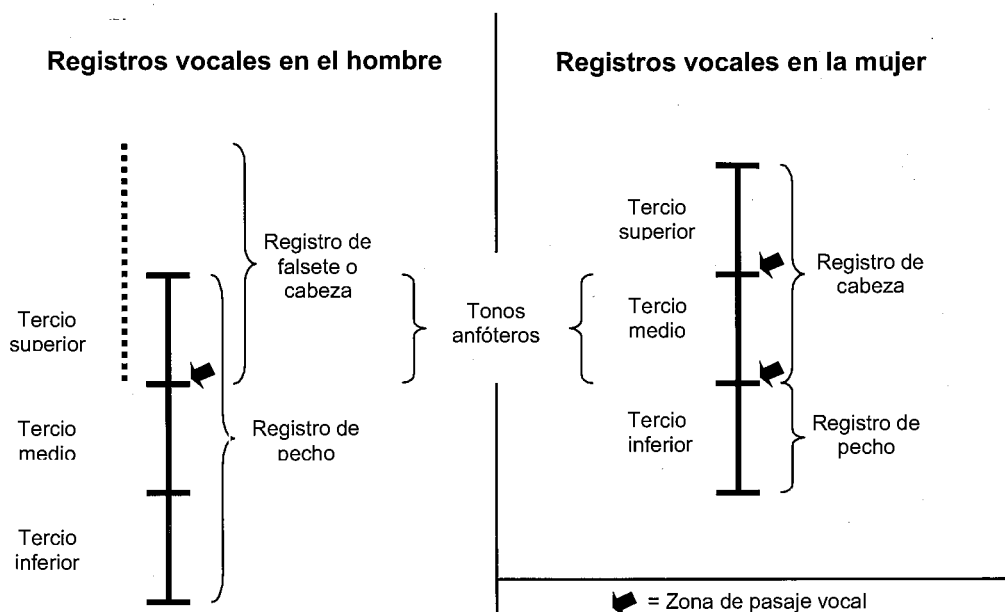 Registros vocales en el hombre
Registro de
falsete o
cabeza
Tercio
superior
Tercio
medio
Registro de
pecho
Tercio
inferior
Tonos
anfóteros
Registros vocales en la mujer
Tercio
superior
Registro de
cabeza
Tercio
medio
Tercio
inferior
Registro de
pecho
= Zona de pasaje vocal